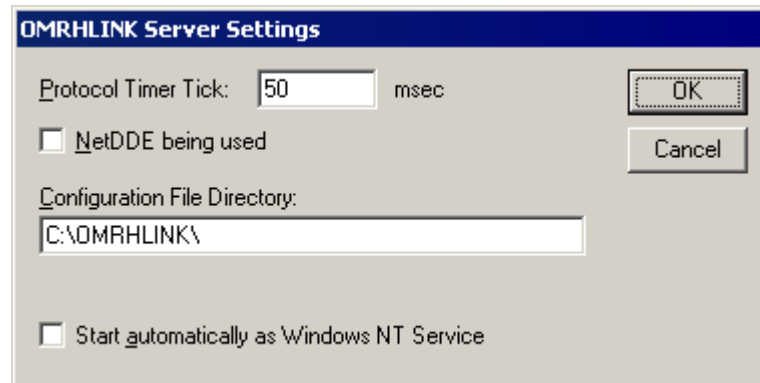 OMRHLINK Server Settings
Protocol Timer Tick: 50 msec
OK
NetDDE being used
Cancel
Configuration File Directory:
C:\OMRHLINK\
Start automatically as Windows NT Service